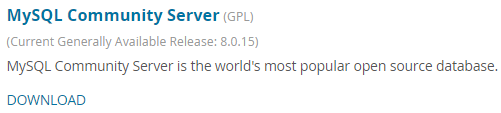 MySQL Community Server (GPL)
(Current Generally Available Release: 8.0.15)
MySQL Community Server is the world's most popular open source database.
DOWNLOAD